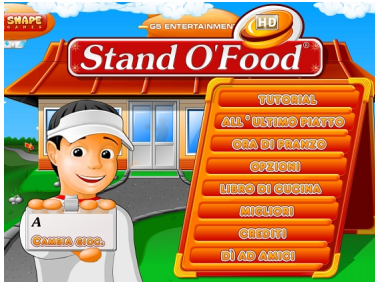 SHAPE
GAMES
G5 ENTERTAINMENT
HD
Stand O'Food®
TUTORIAL
ALL'ULTIMO PIATTO
ORA DI PRANZO
OPZIONI
LIBRO DI CUCINA
MIGLIORI
CREDITI
DÌ AD AMICI
A
CAMBIA GIOC.